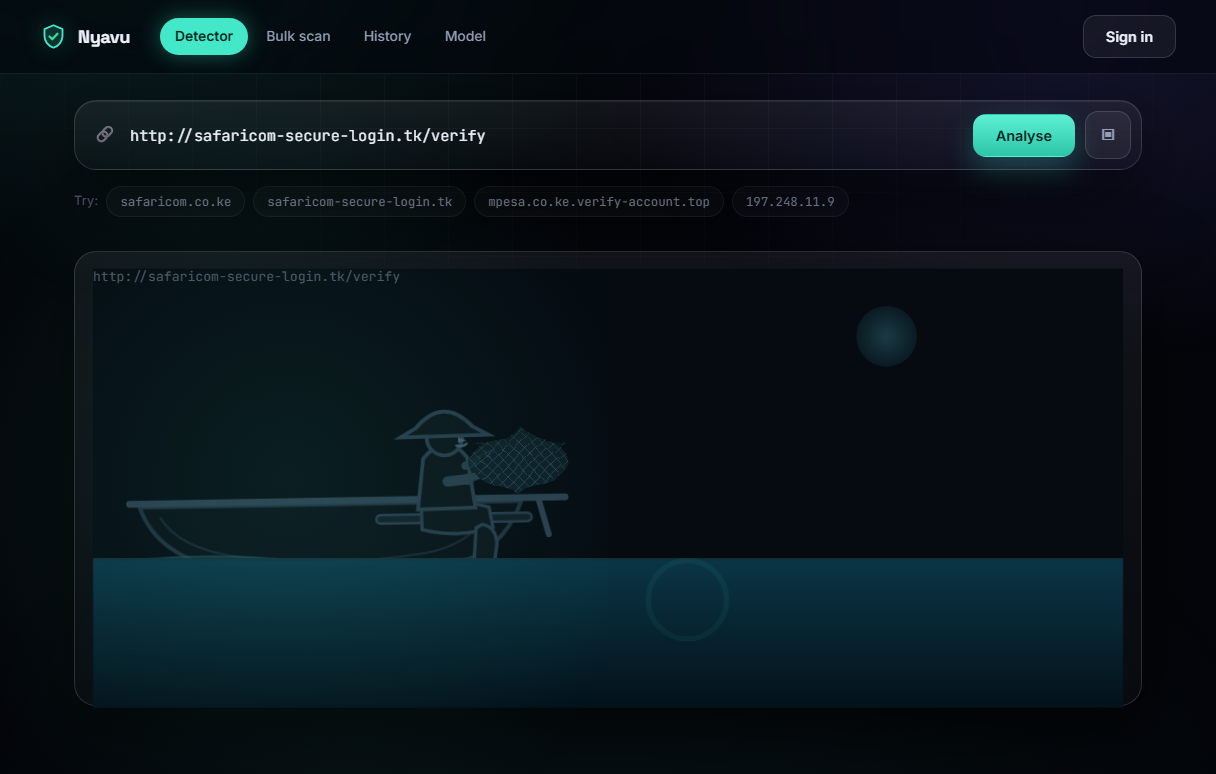 Nyavu
Detector
Bulk scan
History
Model
Sign in
http://safaricom-secure-login.tk/verify
Analyse
Try:
safaricom.co.ke
safaricom-secure-login.tk
mpesa.co.ke.verify-account.top
197.248.11.9
http://safaricom-secure-login.tk/verify